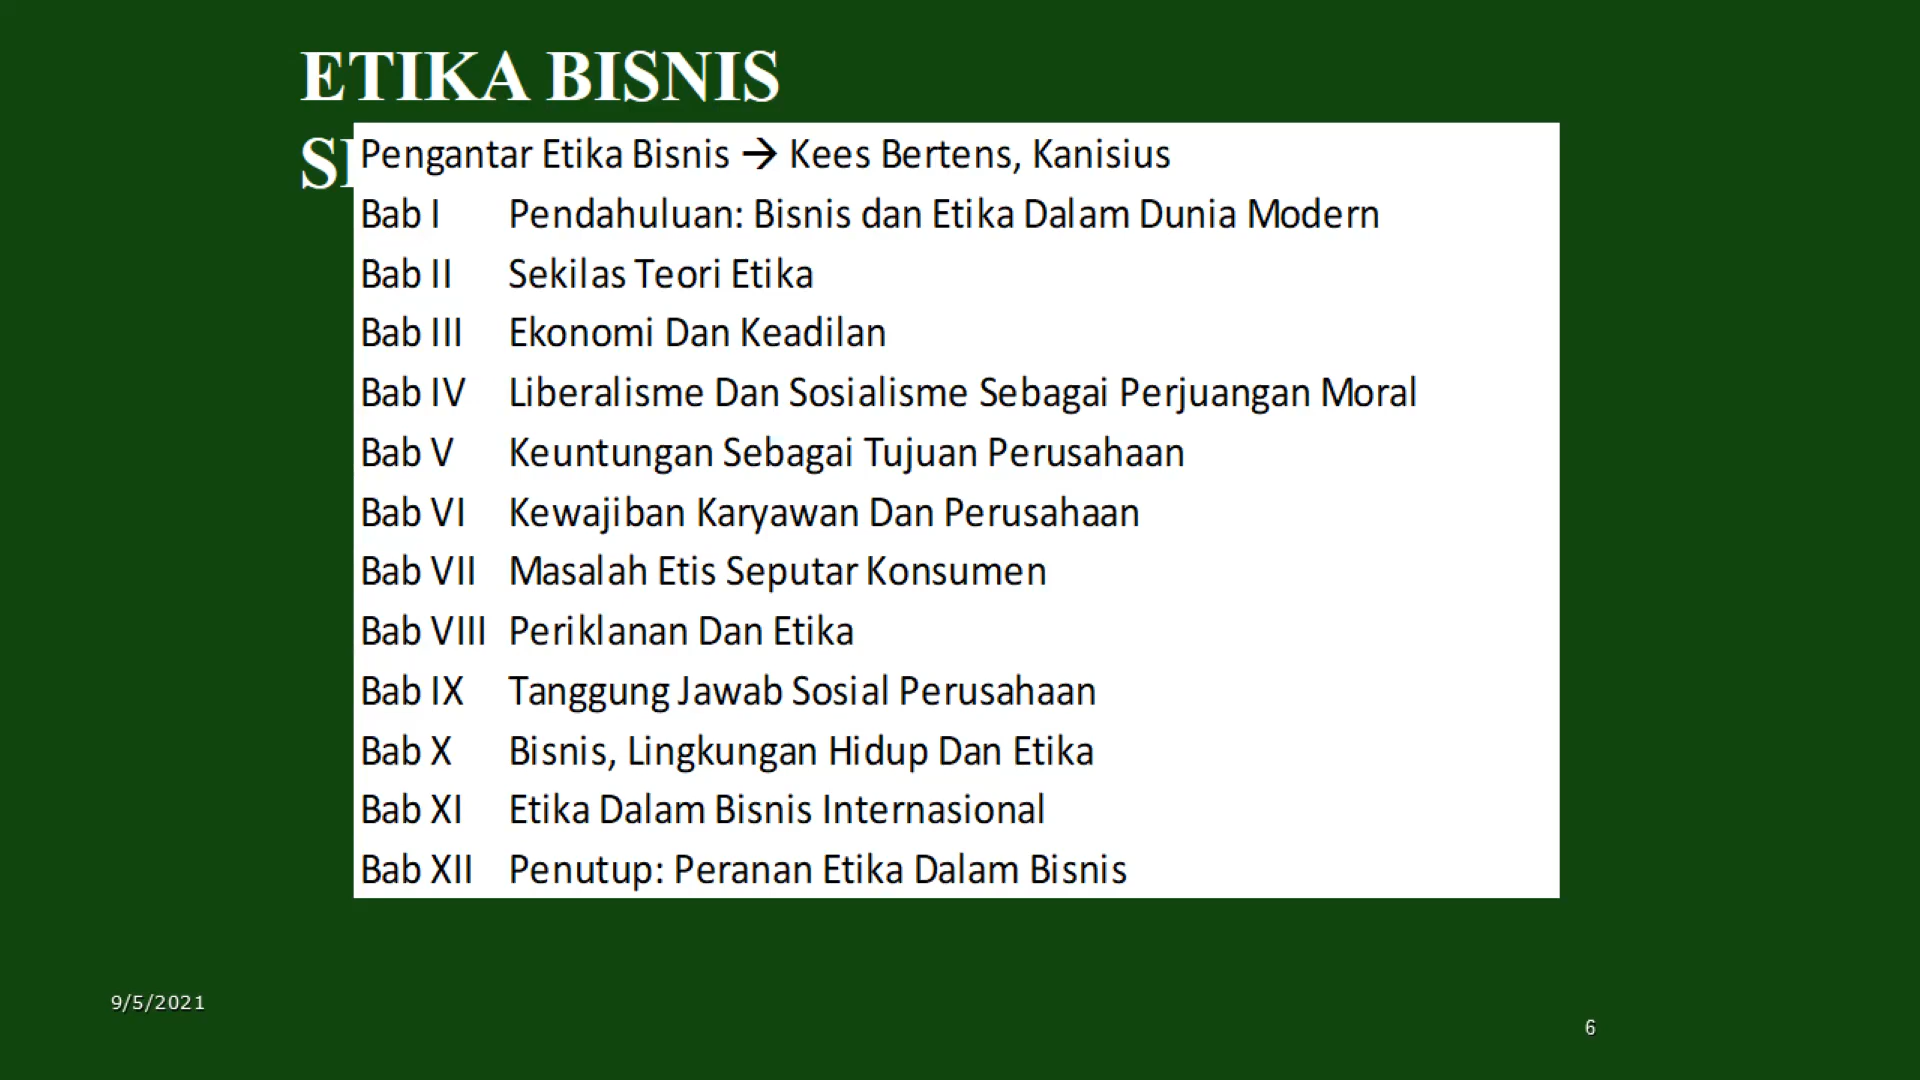 ETIKA BISNIS
Pengantar Etika Bisnis → Kees Bertens, Kanisius
Bab I Pendahuluan: Bisnis dan Etika Dalam Dunia Modern
Bab II Sekilas Teori Etika
Bab III Ekonomi Dan Keadilan
Bab IV Liberalisme Dan Sosialisme Sebagai Perjuangan Moral
Bab V Keuntungan Sebagai Tujuan Perusahaan
Bab VI Kewajiban Karyawan Dan Perusahaan
Bab VII Masalah Etis Seputar Konsumen
Bab VIII Periklanan Dan Etika
Bab IX Tanggung Jawab Sosial Perusahaan
Bab X Bisnis, Lingkungan Hidup Dan Etika
Bab XI Etika Dalam Bisnis Internasional
Bab XII Penutup: Peranan Etika Dalam Bisnis
9/5/2021
6